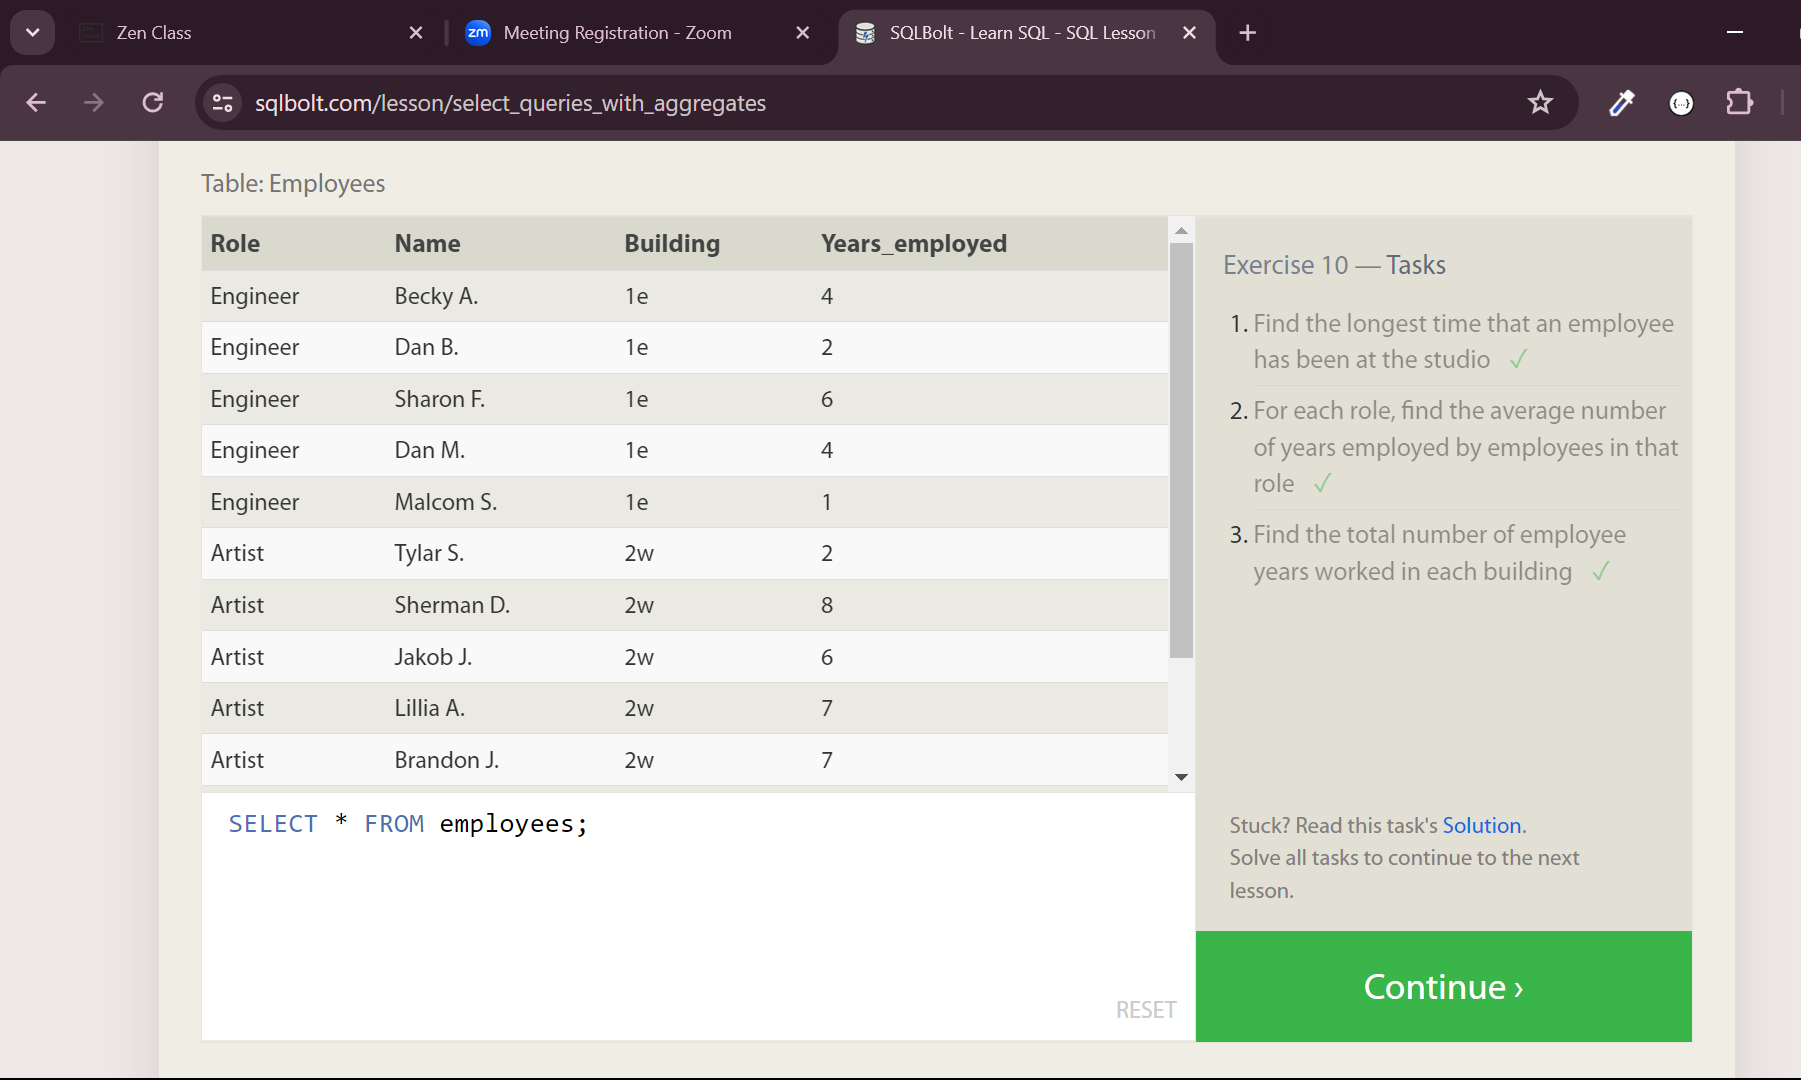 Zen Class
zm Meeting Registration - Zoom
SQLBolt - Learn SQL - SQL Lesson
sqlbolt.com/lesson/select_queries_with_aggregates
{...}
Table: Employees
Role Name Building Years_employed
Engineer Becky A. 1e 4
Engineer Dan B. 1e 2
Engineer Sharon F. 1e 6
Engineer Dan M. 1e 4
Engineer Malcom S. 1e 1
Artist Tylar S. 2w 2
Artist Sherman D. 2w 8
Artist Jakob J. 2w 6
Artist Lillia A. 2w 7
Artist Brandon J. 2w 7
SELECT * FROM employees;
RESET
Exercise 10 — Tasks
1. Find the longest time that an employee
has been at the studio ✓
2. For each role, find the average number
of years employed by employees in that
role ✓
3. Find the total number of employee
years worked in each building ✓
Stuck? Read this task's Solution.
Solve all tasks to continue to the next
lesson.
Continue ›